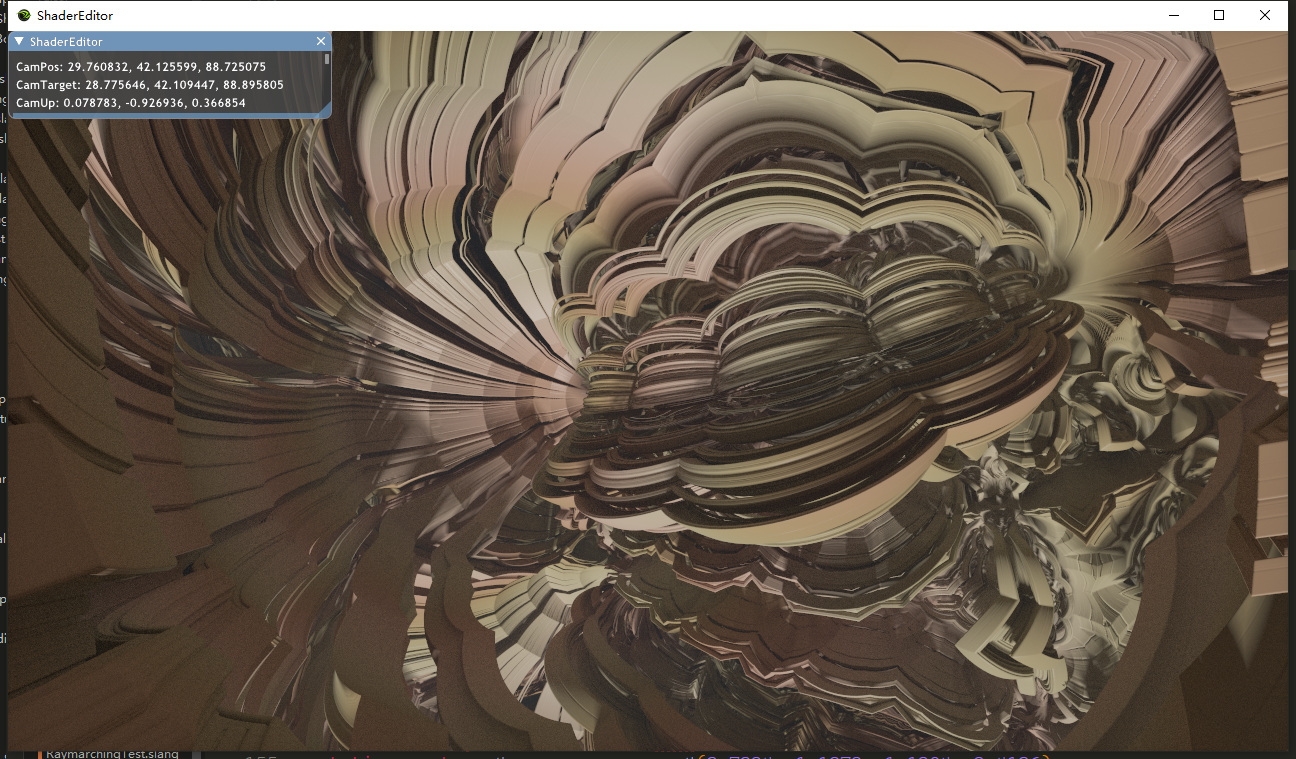 ShaderEditor
ShaderEditor
CamPos: 29.760832, 42.125599, 88.725075
CamTarget: 28.775646, 42.109447, 88.895805
CamUp: 0.078783, -0.926936, 0.366854
RaymarchingTest.slang